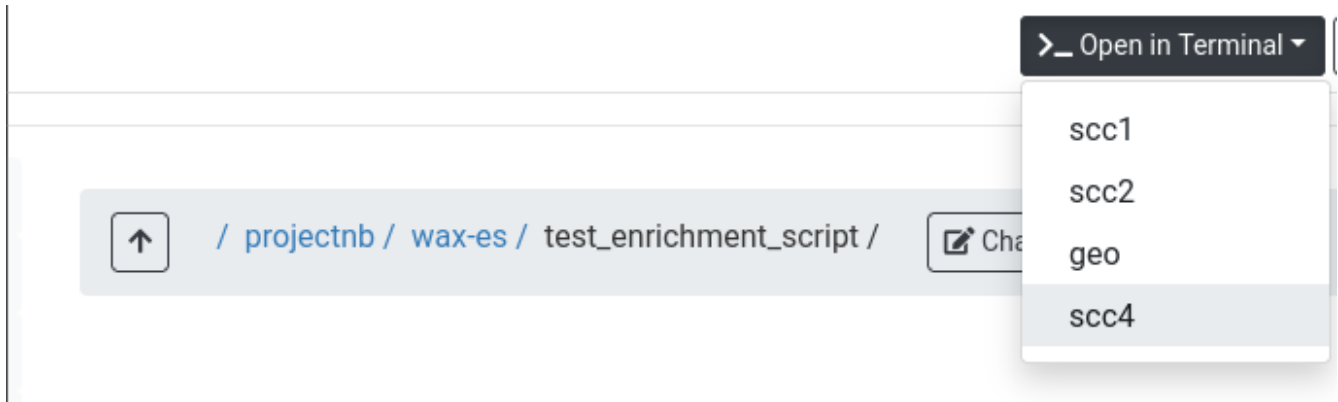 >_ Open in Terminal
scc1
scc2
geo
scc4
/ projectnb / wax-es / test_enrichment_script /
Cha